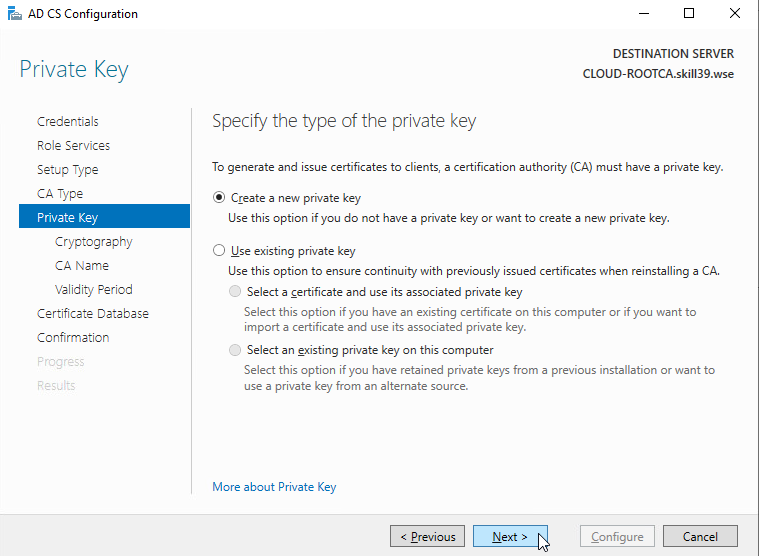 AD CS Configuration
Private Key
DESTINATION SERVER
CLOUD-ROOTCA.skill39.wse
Credentials
Role Services
Setup Type
CA Type
Private Key
Cryptography
CA Name
Validity Period
Certificate Database
Confirmation
Progress
Results
Specify the type of the private key
To generate and issue certificates to clients, a certification authority (CA) must have a private key.
Create a new private key
Use this option if you do not have a private key or want to create a new private key.
Use existing private key
Use this option to ensure continuity with previously issued certificates when reinstalling a CA.
Select a certificate and use its associated private key
Select this option if you have an existing certificate on this computer or if you want to
import a certificate and use its associated private key.
Select an existing private key on this computer
Select this option if you have retained private keys from a previous installation or want to
use a private key from an alternate source.
More about Private Key
< Previous
Next >
Configure
Cancel